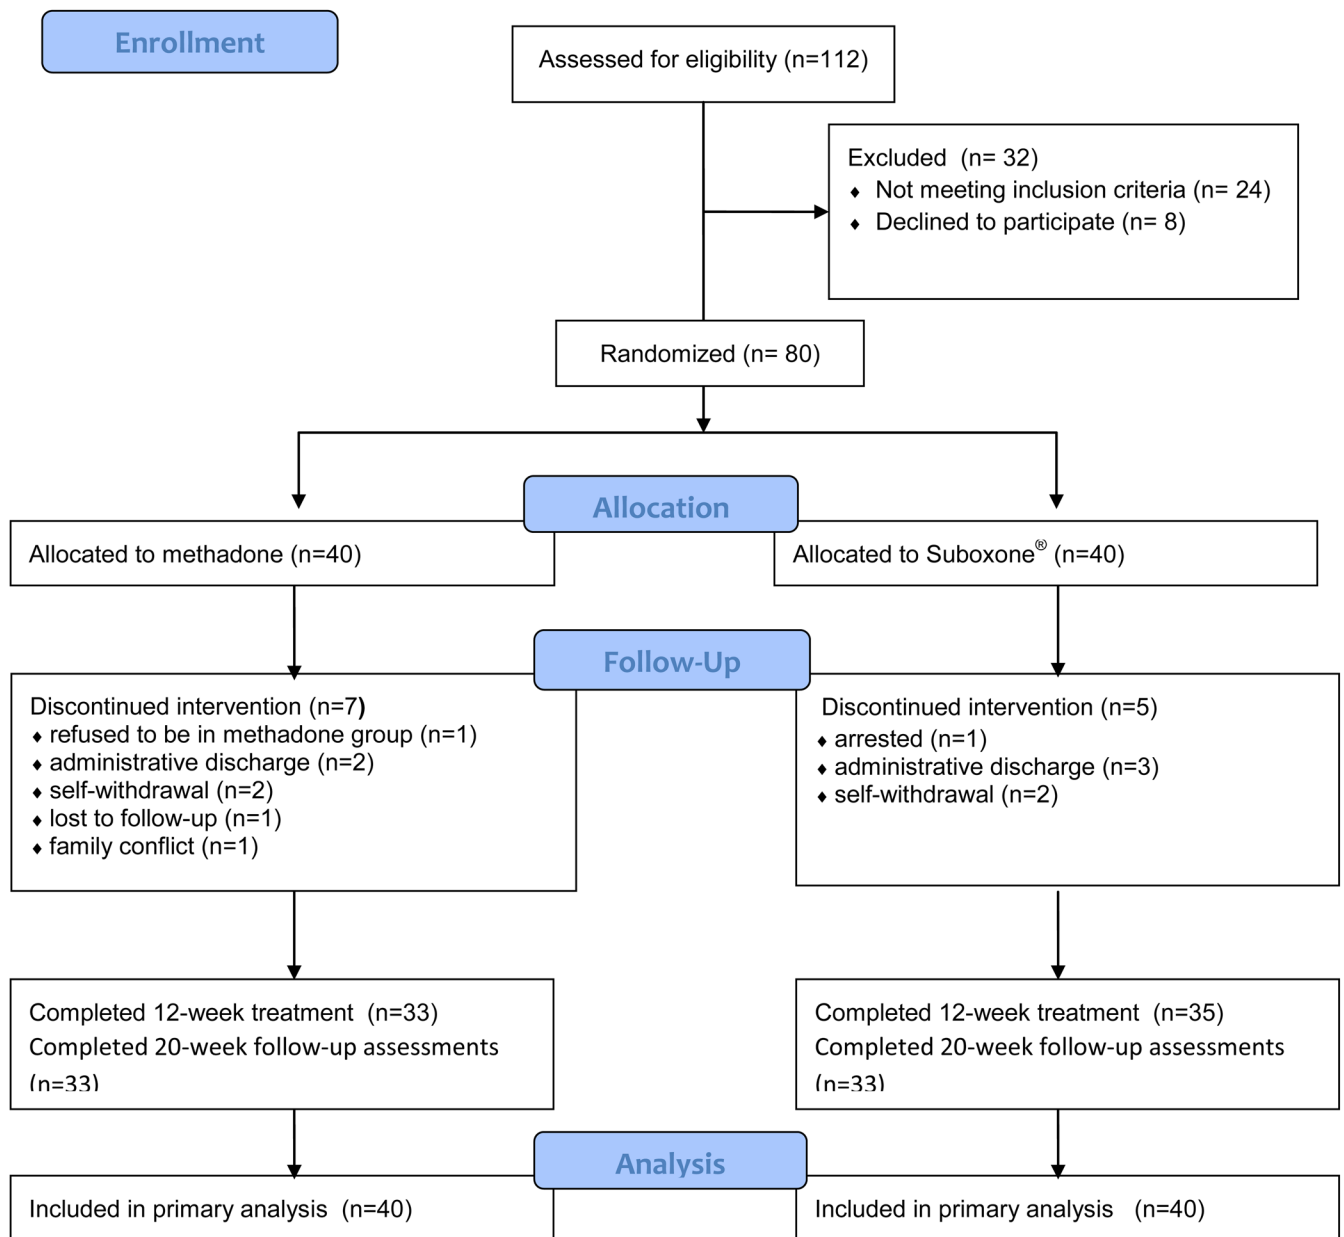 Enrollment
Assessed for eligibility (n=112)
Excluded (n= 32)
♦ Not meeting inclusion criteria (n= 24)
♦ Declined to participate (n= 8)
Randomized (n= 80)
Allocation
Allocated to methadone (n=40)
Allocated to Suboxone® (n=40)
Follow-Up
Discontinued intervention (n=7)
♦ refused to be in methadone group (n=1)
♦ administrative discharge (n=2)
♦ self-withdrawal (n=2)
♦ lost to follow-up (n=1)
♦ family conflict (n=1)
Discontinued intervention (n=5)
♦ arrested (n=1)
♦ administrative discharge (n=3)
♦ self-withdrawal (n=2)
Completed 12-week treatment (n=33)
Completed 20-week follow-up assessments
(n=33)
Completed 12-week treatment (n=35)
Completed 20-week follow-up assessments
(n=33)
Analysis
Included in primary analysis (n=40)
Included in primary analysis (n=40)